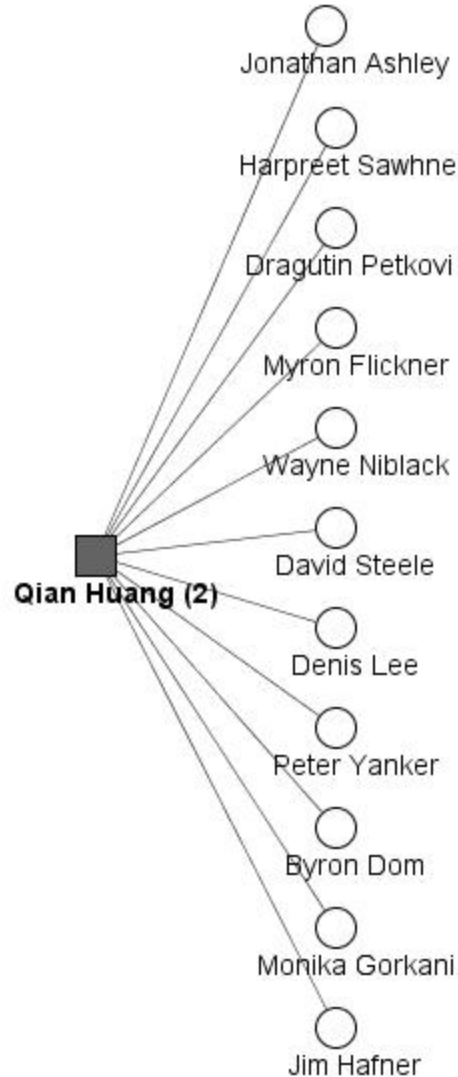 Jonathan Ashley
Harpreet Sawhne
Dragutin Petkovi
Myron Flickner
Wayne Niblack
David Steele
Qian Huang (2)
Denis Lee
Peter Yanker
Byron Dom
Monika Gorkani
Jim Hafner